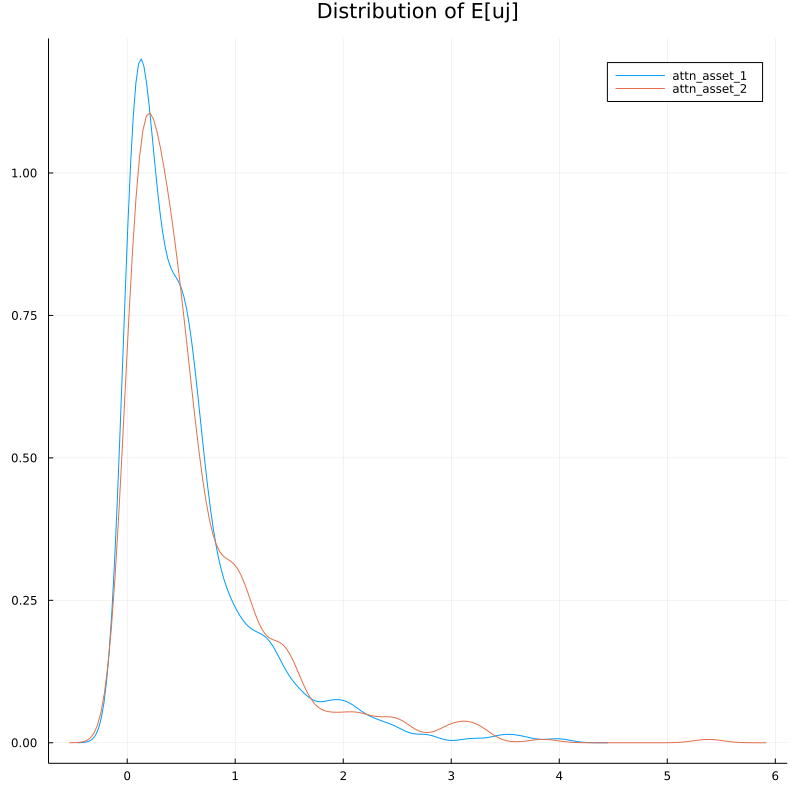 Distribution of E[uj]
attn_asset_1
attn_asset_2
1.00
0.75
0.50
0.25
0.00
0 1 2 3 4 5 6